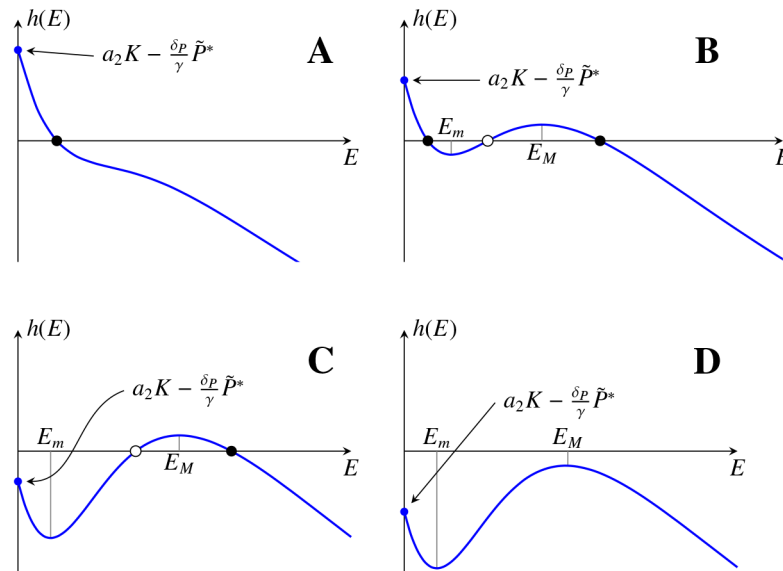 h(E)
A
a₂K − δ_P/γ P̃*
E
h(E)
B
a₂K − δ_P/γ P̃*
E_m
E_M
E
h(E)
C
a₂K − δ_P/γ P̃*
E_m
E_M
E
h(E)
D
a₂K − δ_P/γ P̃*
E_m
E_M
E